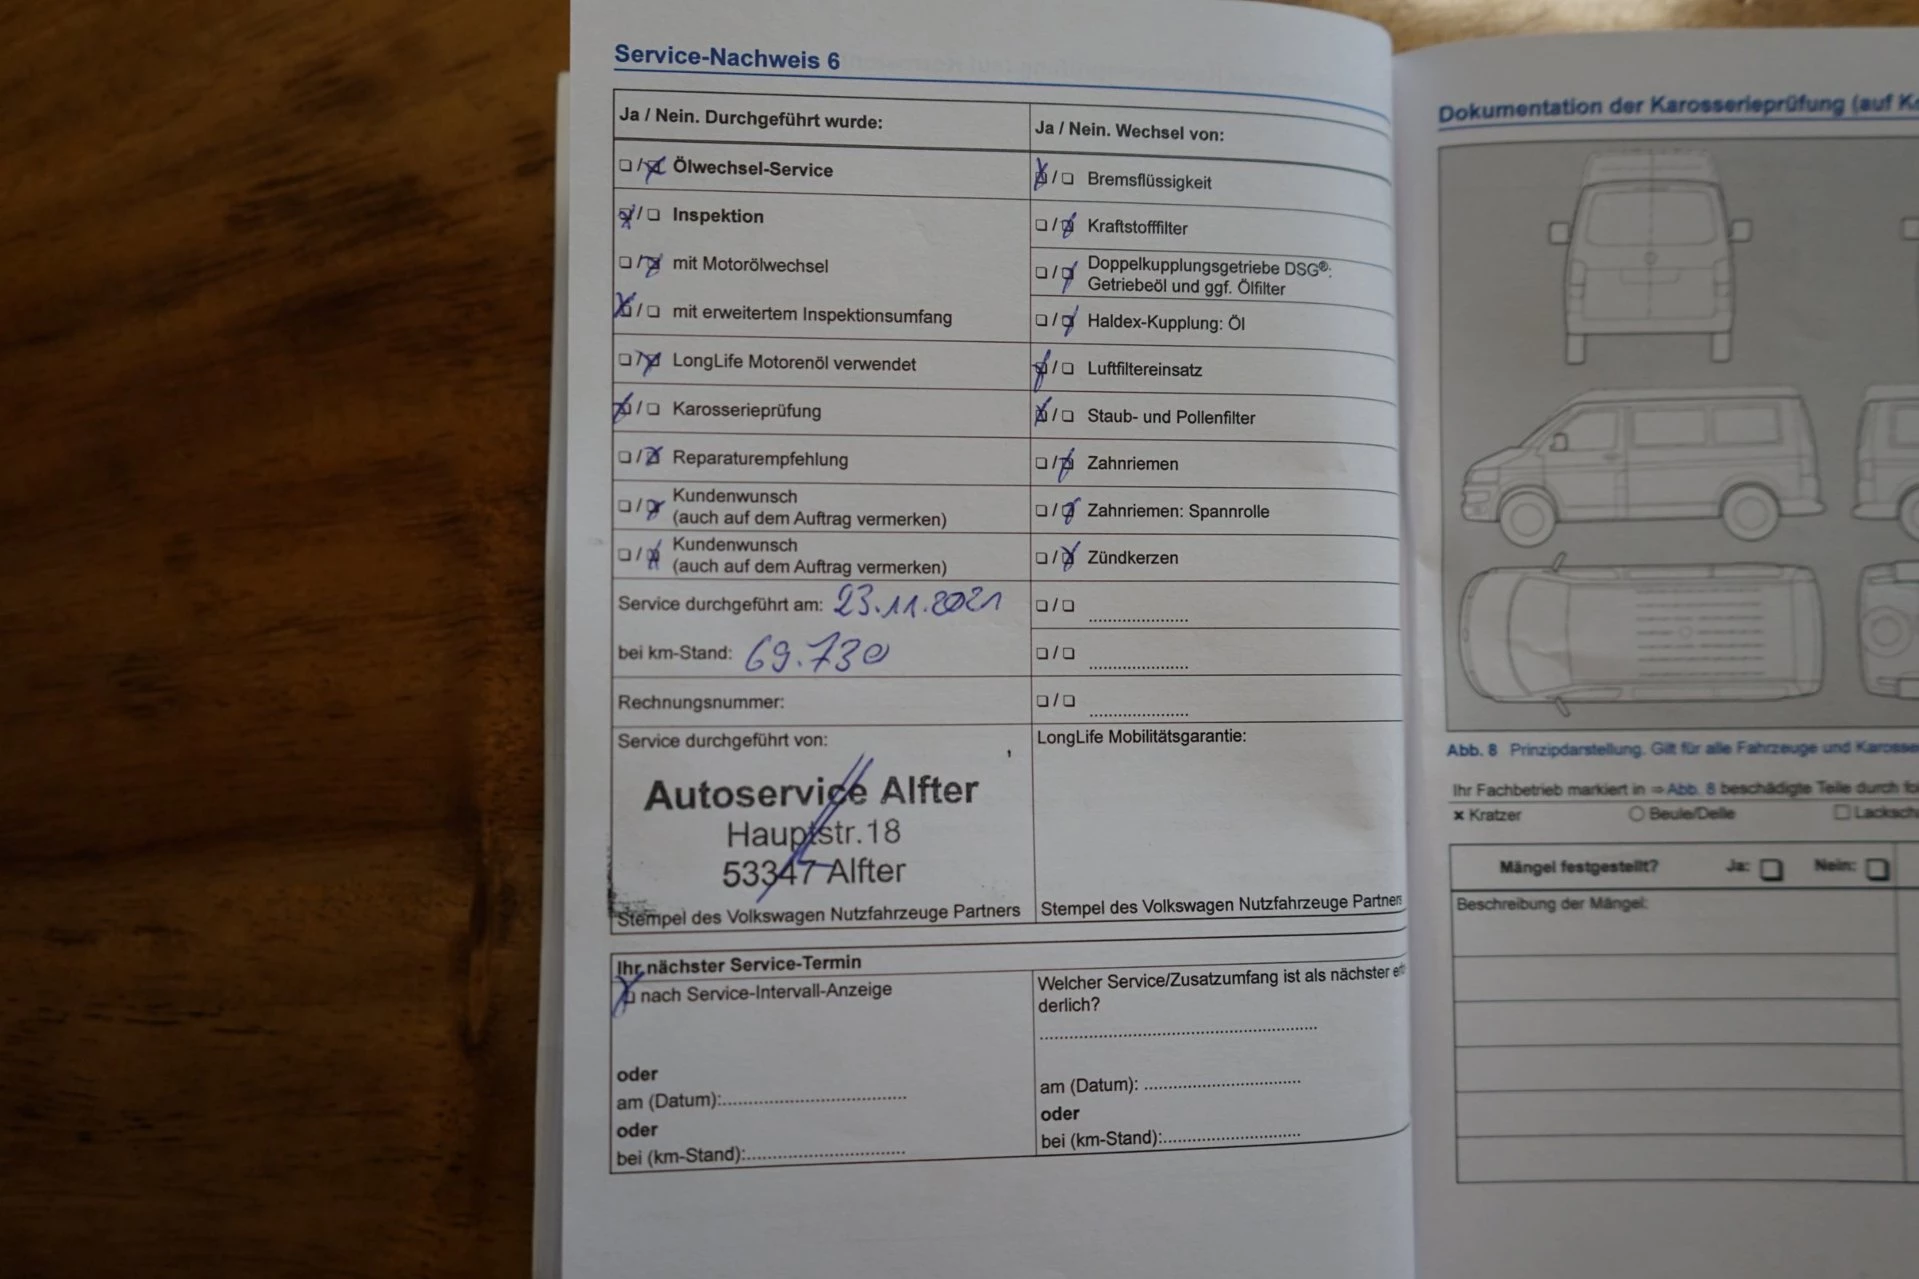 Service-Nachweis 6
Ja / Nein. Durchgeführt wurde:
Ölwechsel-Service
Inspektion
mit Motorölwechsel
mit erweitertem Inspektionsumfang
LongLife Motorenöl verwendet
Karosserieprüfung
Reparaturempfehlung
Kundenwunsch
(auch auf dem Auftrag vermerken)
Kundenwunsch
(auch auf dem Auftrag vermerken)
Service durchgeführt am: 23.11.2021
bei km-Stand: 69.730
Rechnungsnummer:
Service durchgeführt von:
Autoservice Alfter
Hauptstr.18
53347 Alfter
Stempel des Volkswagen Nutzfahrzeuge Partners
Ja / Nein. Wechsel von:
Bremsflüssigkeit
Kraftstofffilter
Doppelkupplungsgetriebe DSG®:
Getriebeöl und ggf. Ölfilter
Haldex-Kupplung: Öl
Luftfiltereinsatz
Staub- und Pollenfilter
Zahnriemen
Zahnriemen: Spannrolle
Zündkerzen
LongLife Mobilitätsgarantie:
Stempel des Volkswagen Nutzfahrzeuge Partners
Ihr nächster Service-Termin
nach Service-Intervall-Anzeige
oder
am (Datum):
oder
bei (km-Stand):
Welcher Service/Zusatzumfang ist als nächster
derlich?
am (Datum):
oder
bei (km-Stand):
Dokumentation der Karosserieprüfung (auf
Abb. 8 Prinzipdarstellung. Gilt für alle Fahrzeuge und
Ihr Fachbetrieb markiert in ⇒ Abb. 8 beschädigte Teile durch
x Kratzer
Beule/Delle
Mängel festgestellt? Ja: Nein:
Beschreibung der Mängel: